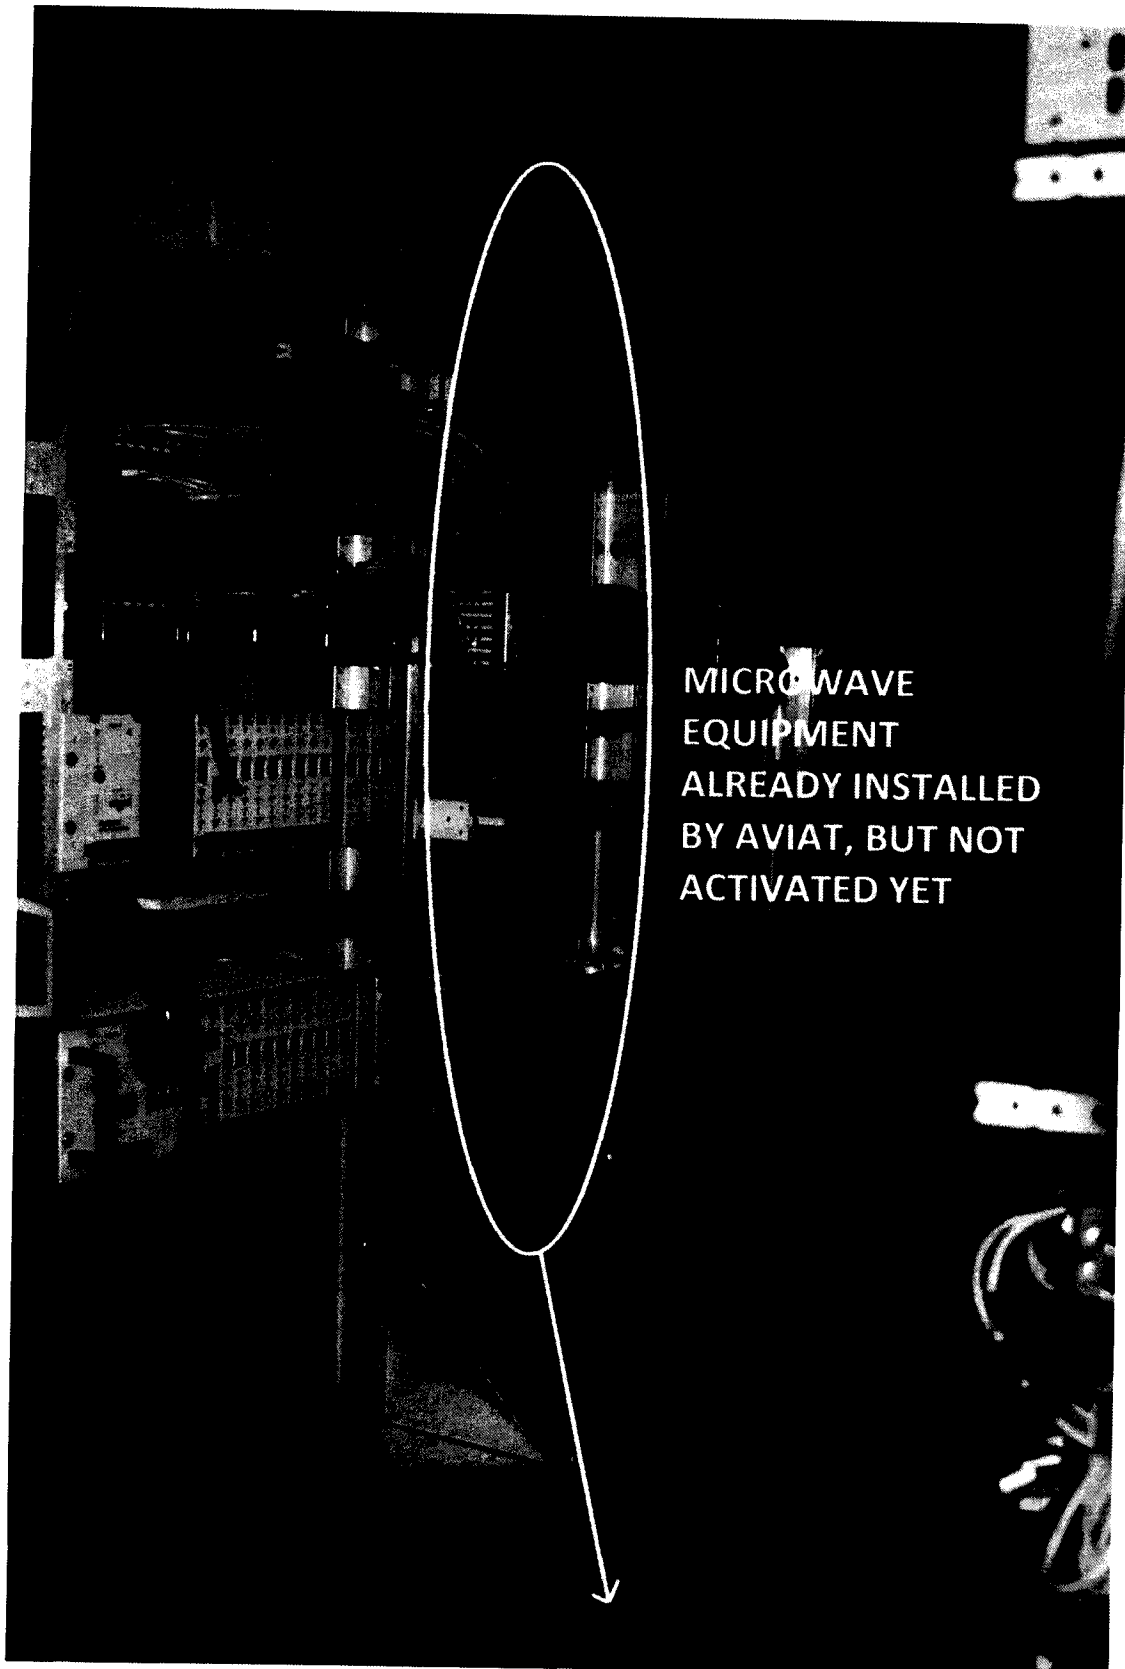 MICROWAVE
EQUIPMENT
ALREADY INSTALLED
BY AVIAT, BUT NOT
ACTIVATED YET